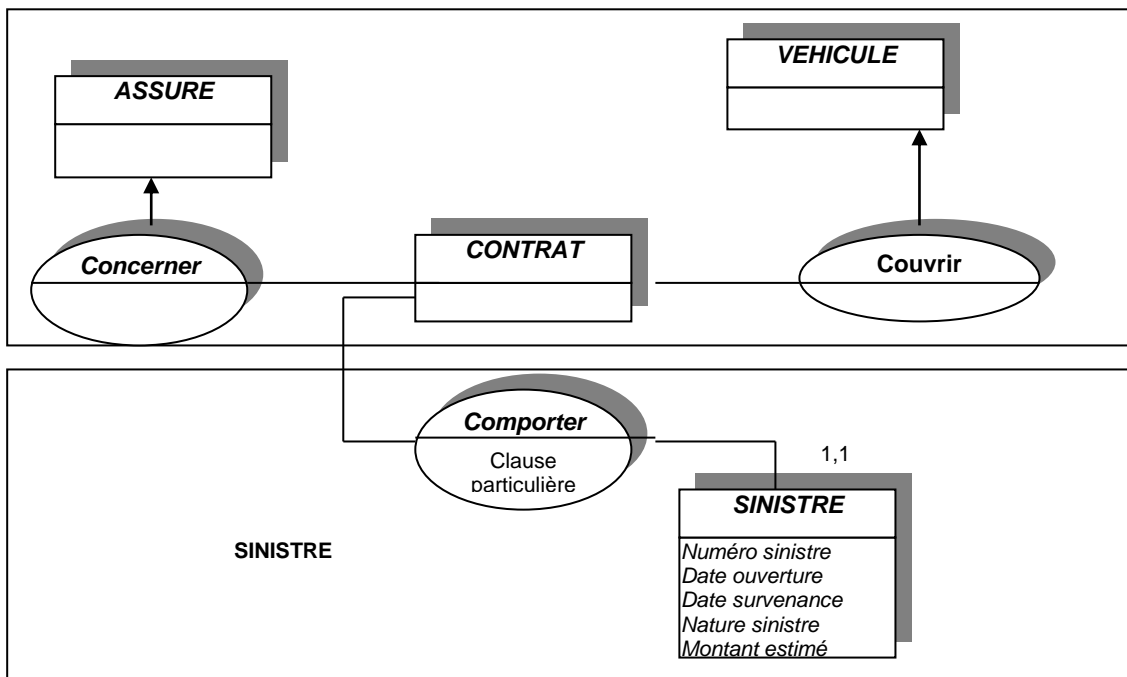 VEHICULE
ASSURE
Concerner
CONTRAT
Couvrir
Comporter
Clause
particulière
1,1
SINISTRE
SINISTRE
Numéro sinistre
Date ouverture
Date survenance
Nature sinistre
Montant estimé